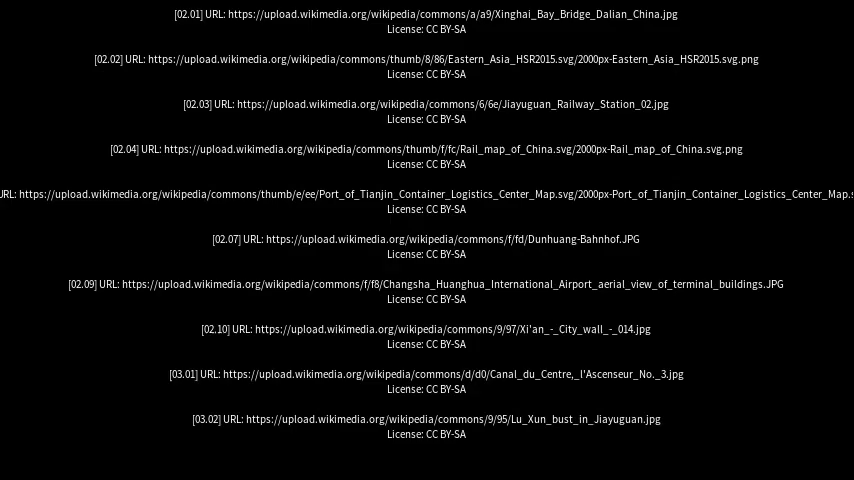 [02.01] URL: https://upload.wikimedia.org/wikipedia/commons/a/a9/Xinghai_Bay_Bridge_Dalian_China.jpg
License: CC BY-SA
[02.02] URL: https://upload.wikimedia.org/wikipedia/commons/thumb/8/86/Eastern_Asia_HSR2015.svg/2000px-Eastern_Asia_HSR2015.svg.png
License: CC BY-SA
[02.03] URL: https://upload.wikimedia.org/wikipedia/commons/6/6e/Jiayuguan_Railway_Station_02.jpg
License: CC BY-SA
[02.04] URL: https://upload.wikimedia.org/wikipedia/commons/thumb/f/fc/Rail_map_of_China.svg/2000px-Rail_map_of_China.svg.png
License: CC BY-SA
URL: https://upload.wikimedia.org/wikipedia/commons/thumb/e/ee/Port_of_Tianjin_Container_Logistics_Center_Map.svg/2000px-Port_of_Tianjin_Container_Logistics_Center_Map.s
License: CC BY-SA
[02.07] URL: https://upload.wikimedia.org/wikipedia/commons/f/fd/Dunhuang-Bahnhof.JPG
License: CC BY-SA
[02.09] URL: https://upload.wikimedia.org/wikipedia/commons/f/f8/Changsha_Huanghua_International_Airport_aerial_view_of_terminal_buildings.JPG
License: CC BY-SA
[02.10] URL: https://upload.wikimedia.org/wikipedia/commons/9/97/Xi'an_-_City_wall_-_014.jpg
License: CC BY-SA
[03.01] URL: https://upload.wikimedia.org/wikipedia/commons/d/d0/Canal_du_Centre,_l'Ascenseur_No._3.jpg
License: CC BY-SA
[03.02] URL: https://upload.wikimedia.org/wikipedia/commons/9/95/Lu_Xun_bust_in_Jiayuguan.jpg
License: CC BY-SA